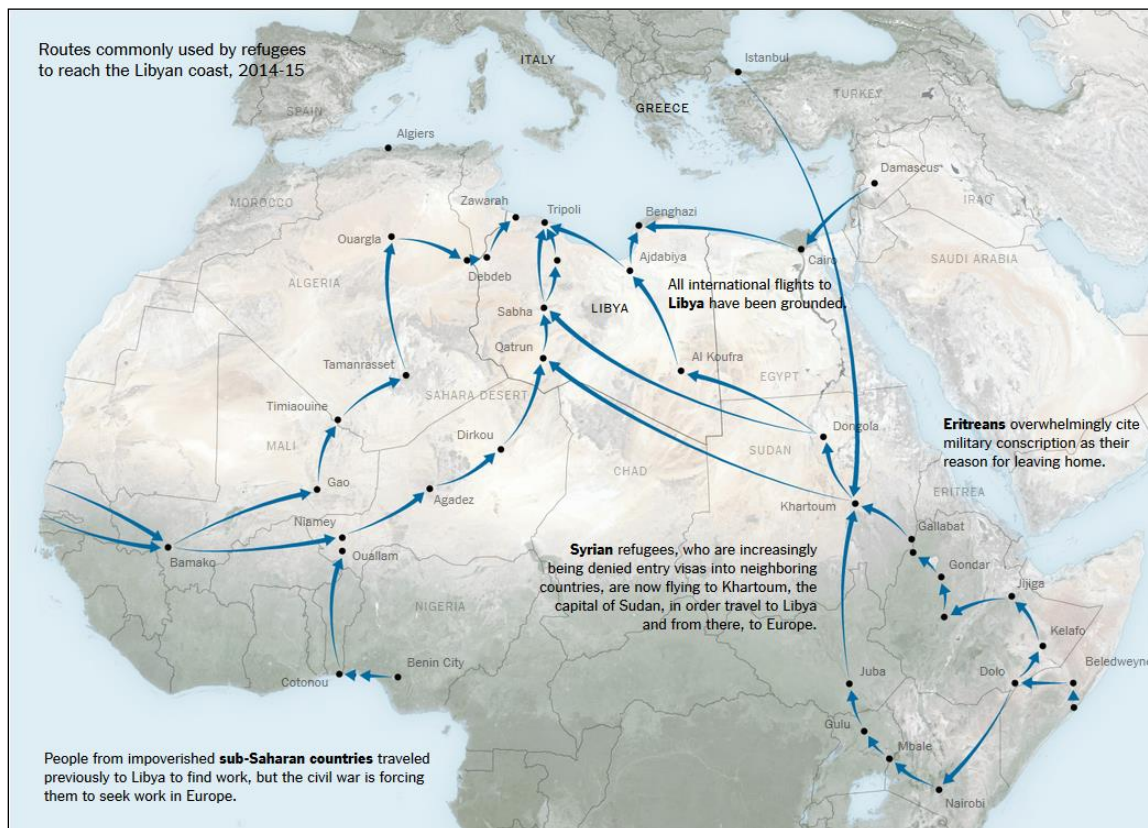 Routes commonly used by refugees
to reach the Libyan coast, 2014-15
ITALY
Istanbul
SPAIN
GREECE
TURKEY
Algiers
Damascus
MOROCCO
Zawarah
Tripoli
Benghazi
IRAQ
Ouargla
Debdeb
Ajdabiya
Cairo
SAUDI ARABIA
ALGERIA
All international flights to
Libya have been grounded.
Sabha
LIBYA
Qatrun
Al Koufra
Tamanrasset
EGYPT
SAHARA DESERT
Timiaouine
Dirkou
Dongola
Eritreans overwhelmingly cite
military conscription as their
reason for leaving home.
MALI
CHAD
SUDAN
Gao
Agadez
Khartoum
ERITREA
Niamey
Gallabat
Bamako
Ouallam
Syrian refugees, who are increasingly
being denied entry visas into neighboring
countries, are now flying to Khartoum, the
capital of Sudan, in order travel to Libya
and from there, to Europe.
Gondar
Jijiga
NIGERIA
Kelafo
Benin City
Cotonou
Juba
Dolo
Beledweyne
Gulu
Mbale
Nairobi
People from impoverished sub-Saharan countries traveled
previously to Libya to find work, but the civil war is forcing
them to seek work in Europe.